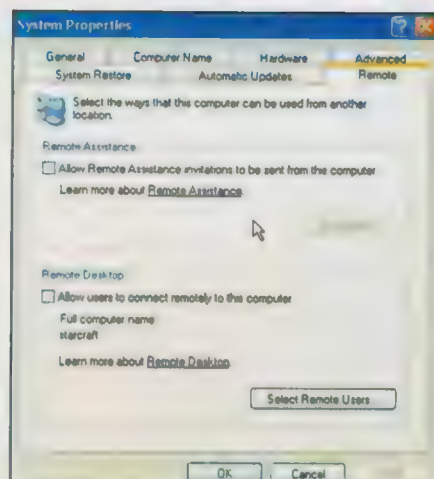 System Properties
General Computer Name Hardware Advanced
System Restore Automatic Updates Remote
Select the ways that this computer can be used from another
location.
Remote Assistance
Allow Remote Assistance invitations to be sent from this computer
Learn more about Remote Assistance.
Remote Desktop
Allow users to connect remotely to this computer
Full computer name
starcraft
Learn more about Remote Desktop.
Select Remote Users...
OK Cancel